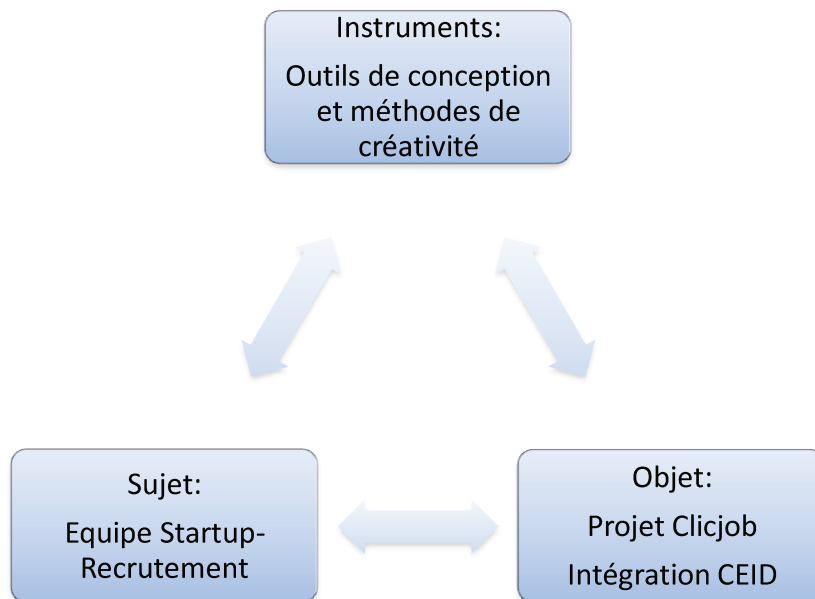 Instruments:
Outils de conception
et méthodes de
créativité
Sujet:
Equipe Startup-
Recrutement
Objet:
Projet Clicjob
Intégration CEID